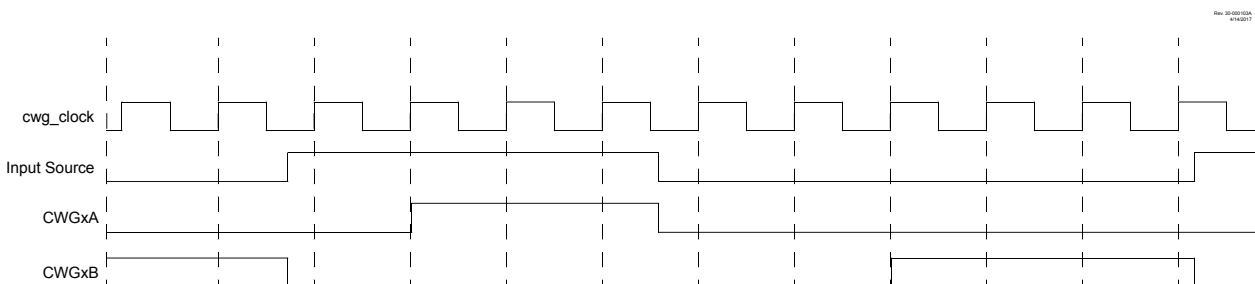 Rev. 30-000103A
4/14/2017
cwg_clock
Input Source
CWGxA
CWGxB